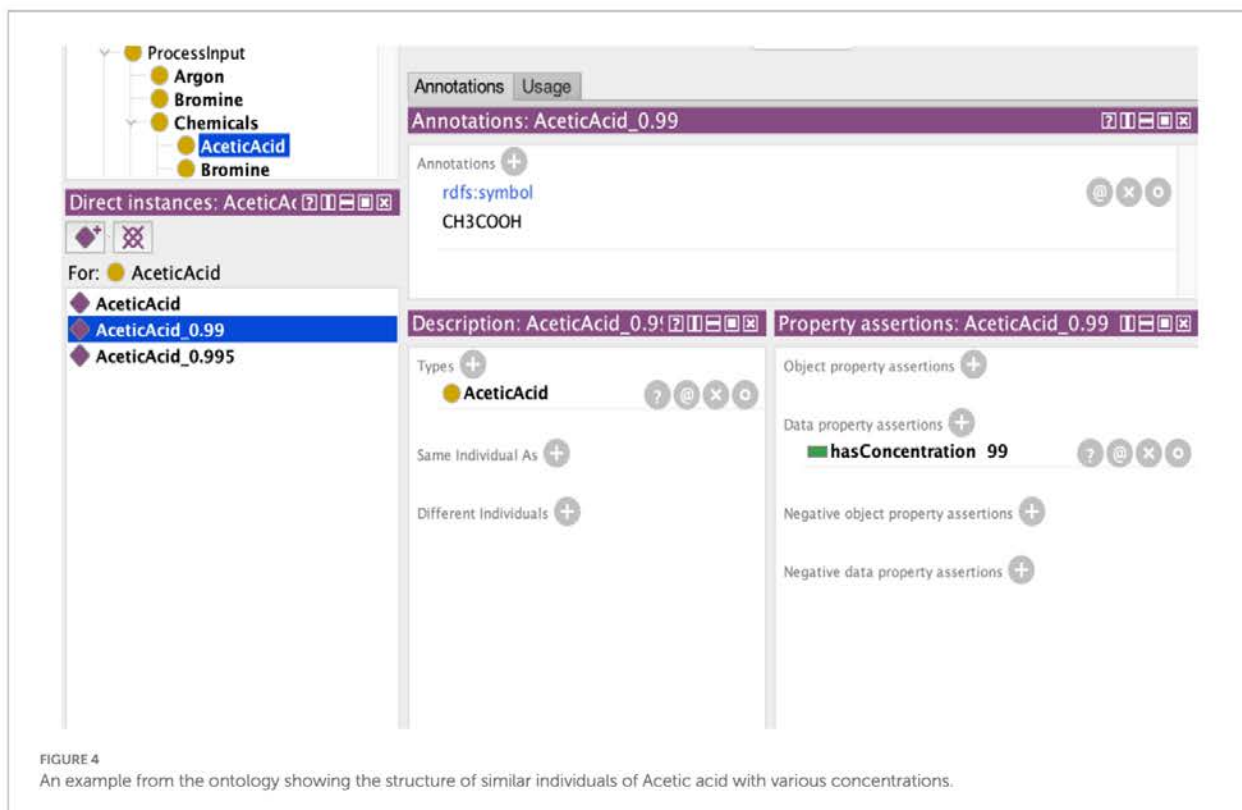 ProcessInput
Argon
Bromine
Chemicals
AceticAcid
Bromine
Direct instances: AceticAc
For: AceticAcid
AceticAcid
AceticAcid_0.99
AceticAcid_0.995
Annotations Usage
Annotations: AceticAcid_0.99
Annotations
rdfs:symbol
CH3COOH
Description: AceticAcid_0.9
Types
AceticAcid
Same Individual As
Different Individuals
Property assertions: AceticAcid_0.99
Object property assertions
Data property assertions
hasConcentration 99
Negative object property assertions
Negative data property assertions
FIGURE 4
An example from the ontology showing the structure of similar individuals of Acetic acid with various concentrations.